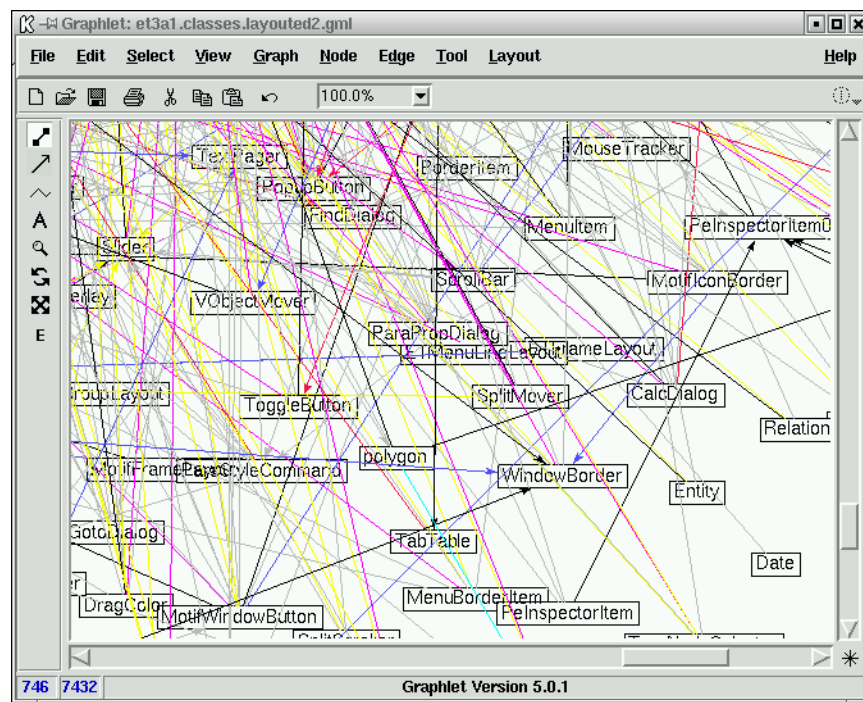 Graphlet: et3a1.classes.layouted2.gml
File Edit Select View Graph Node Edge Tool Layout Help
100.0%
MouseTracker
BorderItem
PopupButton
FindDialog
MenuItem
Slider
ScrollBar
MotifIconBorder
VObjectMover
ParaPropDialog
ETMenuLineLayout
CalcDialog
SplitMover
ToggleButton
Relation
polygon
WindowBorder
Entity
GotoDialog
TabTable
Date
MenuBorderItem
DragColor
MotifWindowButton
PeInspectorItem
A
E
746 7432 Graphlet Version 5.0.1